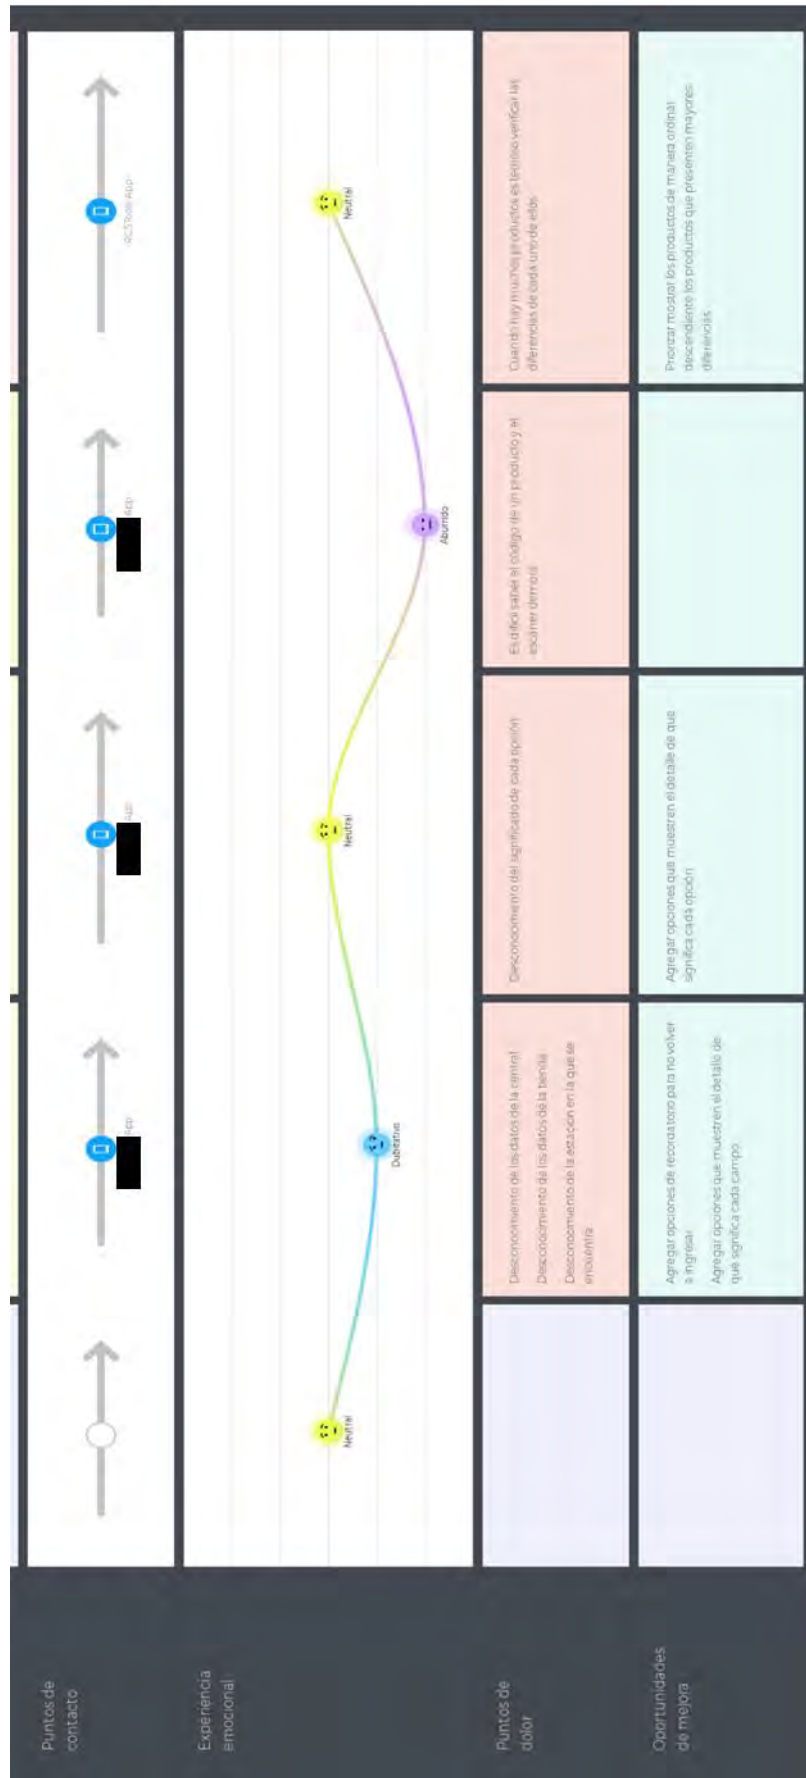 Puntos de
contacto
App
App
App
-RCSTools App-
Experiencia
emocional
Neutral
Dubitativo
Neutral
Aburrido
Neutral
Puntos de
dolor
Desconocimiento de los datos de la central
Desconocimiento de los datos de la tienda
Desconocimiento de la estación en la que se
encuentra
Desconocimiento del significado de cada opción
Es difícil saber el código de un producto y el
escáner demora
Cuando hay muchos productos es tedioso verificar las
diferencias de cada uno de ellos
Oportunidades
de mejora
Agregar opciones de recordatorio para no volver
a ingresar
Agregar opciones que muestren el detalle de
qué significa cada campo
Agregar opciones que muestren el detalle de que
significa cada opción
Priorizar mostrar los productos de manera ordinal
descendiente los productos que presenten mayores
diferencias